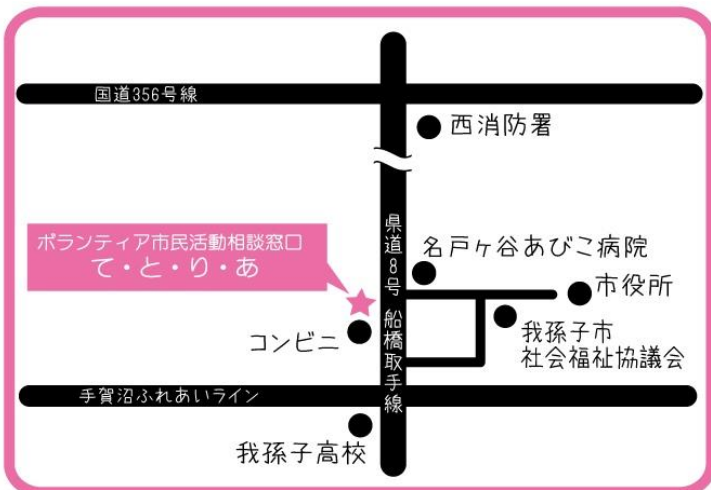 国道356号線
西消防署
ボランティア市民活動相談窓口
て・と・り・あ
県道8号 船橋取手線
名戸ヶ谷あびこ病院
市役所
コンビニ
我孫子市
社会福祉協議会
手賀沼ふれあいライン
我孫子高校